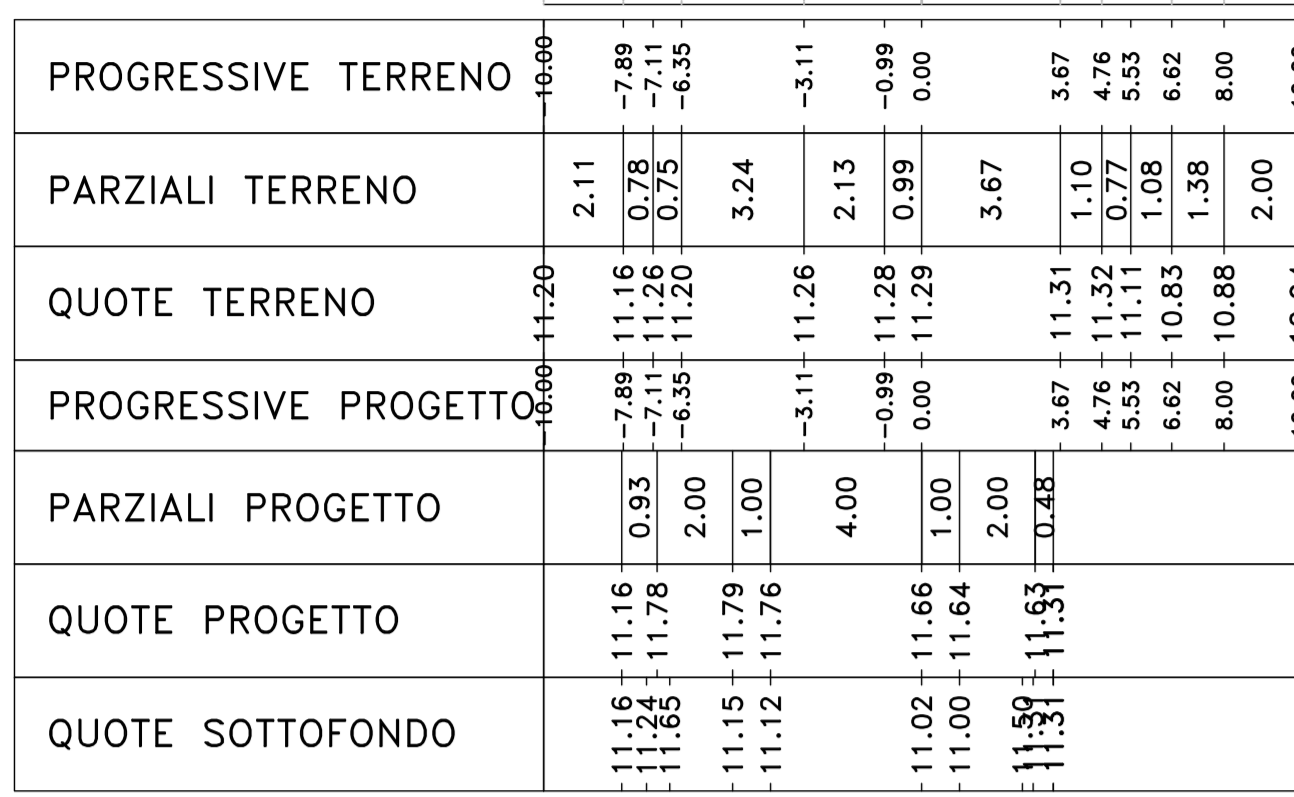 PROGRESSIVE TERRENO -10.00 -7.89 -7.11 -6.35 -3.11 -0.99 0.00 3.67 4.76 5.53 6.62 8.00
PARZIALI TERRENO 2.11 0.78 0.75 3.24 2.13 0.99 3.67 1.10 0.77 1.08 1.38 2.00
QUOTE TERRENO 11.20 11.16 11.26 11.20 11.26 11.28 11.29 11.31 11.32 11.11 10.83 10.88
PROGRESSIVE PROGETTO -10.00 -7.89 -7.11 -6.35 -3.11 -0.99 0.00 3.67 4.76 5.53 6.62 8.00
PARZIALI PROGETTO 0.93 2.00 1.00 4.00 1.00 2.00 0.48
QUOTE PROGETTO 11.16 11.78 11.79 11.76 11.66 11.64 11.63 11.31
QUOTE SOTTOFONDO 11.16 11.24 11.65 11.15 11.12 11.02 11.00 11.50 11.31